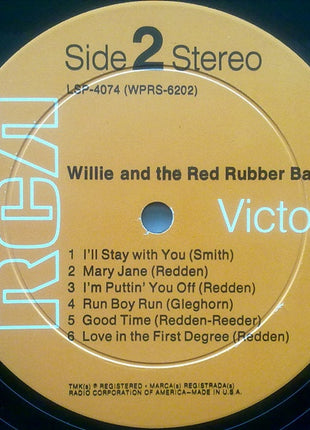 Side 2 Stereo
LSP-4074 (WPRS-6202)
RCA
Willie and the Red Rubber Ba
Victo
1 I'll Stay with You (Smith)
2 Mary Jane (Redden)
3 I'm Puttin' You Off (Redden)
4 Run Boy Run (Gleghorn)
5 Good Time (Redden-Reeder)
6 Love in the First Degree (Redden)
TMK(s) ® REGISTERED • MARCA(s) REGISTRADA(s)
RADIO CORPORATION OF AMERICA–MADE IN U.S.A.